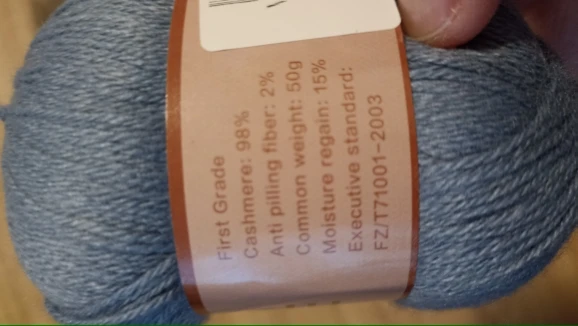 First Grade
Cashmere: 98%
Anti pilling fiber: 2%
Common weight: 50g
Moisture regain: 15%
Executive standard:
FZ/T71001-2003